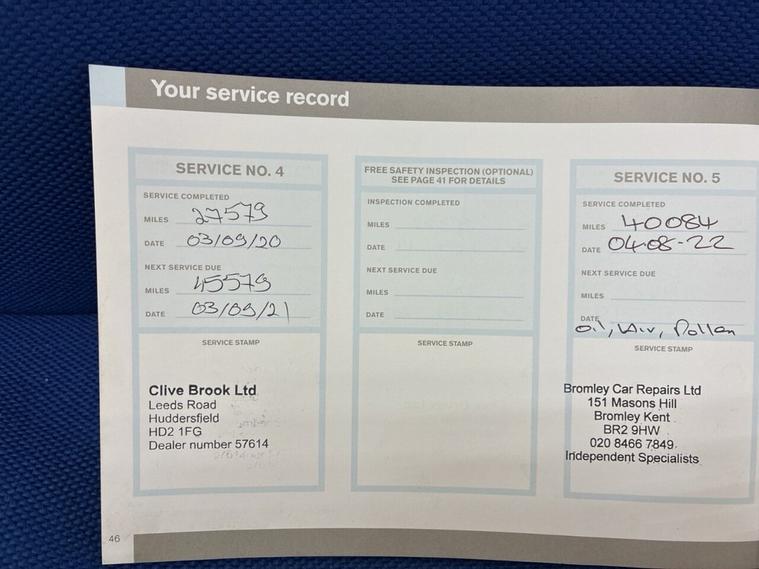 Your service record
SERVICE NO. 4
SERVICE COMPLETED
MILES 27579
DATE 03/09/20
NEXT SERVICE DUE
MILES 45579
DATE 03/09/21
SERVICE STAMP
Clive Brook Ltd
Leeds Road
Huddersfield
HD2 1FG
Dealer number 57614
FREE SAFETY INSPECTION (OPTIONAL)
SEE PAGE 41 FOR DETAILS
INSPECTION COMPLETED
MILES
DATE
NEXT SERVICE DUE
MILES
DATE
SERVICE STAMP
SERVICE NO. 5
SERVICE COMPLETED
MILES 40084
DATE 04-08-22
NEXT SERVICE DUE
MILES
DATE
Oil, Air, Pollen
SERVICE STAMP
Bromley Car Repairs Ltd
151 Masons Hill
Bromley Kent
BR2 9HW
020 8466 7849
Independent Specialists
46